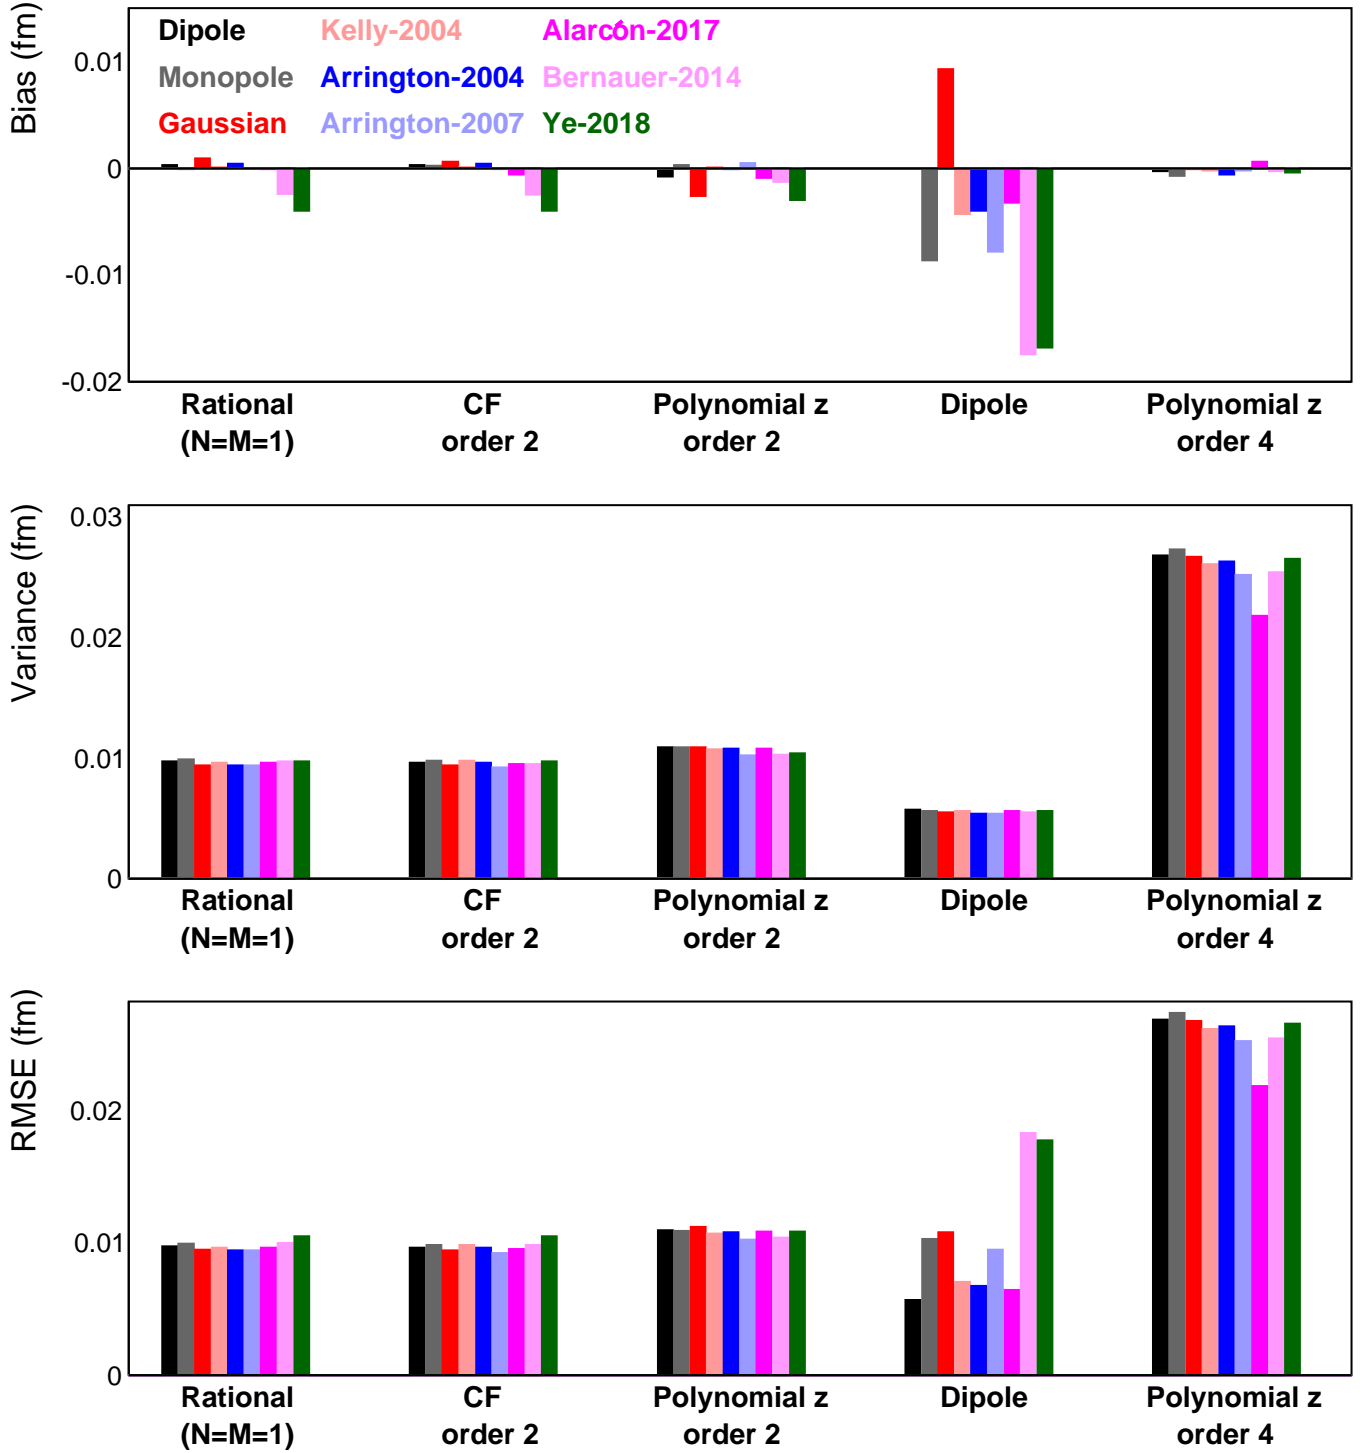 Bias (fm)
0.01
0
-0.01
-0.02
Dipole Kelly-2004 Alarcón-2017
Monopole Arrington-2004 Bernauer-2014
Gaussian Arrington-2007 Ye-2018
Rational CF Polynomial z Dipole Polynomial z
(N=M=1) order 2 order 2 order 4
Variance (fm)
0.03
0.02
0.01
0
Rational CF Polynomial z Dipole Polynomial z
(N=M=1) order 2 order 2 order 4
RMSE (fm)
0.02
0.01
0
Rational CF Polynomial z Dipole Polynomial z
(N=M=1) order 2 order 2 order 4